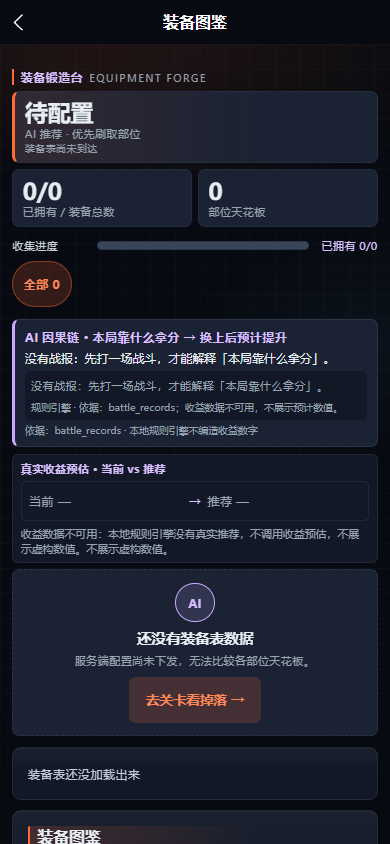 装备图鉴
装备锻造台 EQUIPMENT FORGE
待配置
AI 推荐 · 优先刷取部位
装备表尚未到达
0/0
已拥有 / 装备总数
0
部位天花板
收集进度
已拥有 0/0
全部 0
AI 因果链 • 本局靠什么拿分 → 换上后预计提升
没有战报：先打一场战斗，才能解释「本局靠什么拿分」。
没有战报：先打一场战斗，才能解释「本局靠什么拿分」。
规则引擎 · 依据：battle_records；收益数据不可用，不展示预计数值。
依据：battle_records · 本地规则引擎不编造收益数字
真实收益预估 • 当前 vs 推荐
当前 —
→ 推荐 —
收益数据不可用：本地规则引擎没有真实推荐，不调用收益预估，不展
示虚构数值。不展示虚构数值。
AI
还没有装备表数据
服务端配置尚未下发，无法比较各部位天花板。
去关卡看掉落 →
装备表还没加载出来
装备图鉴